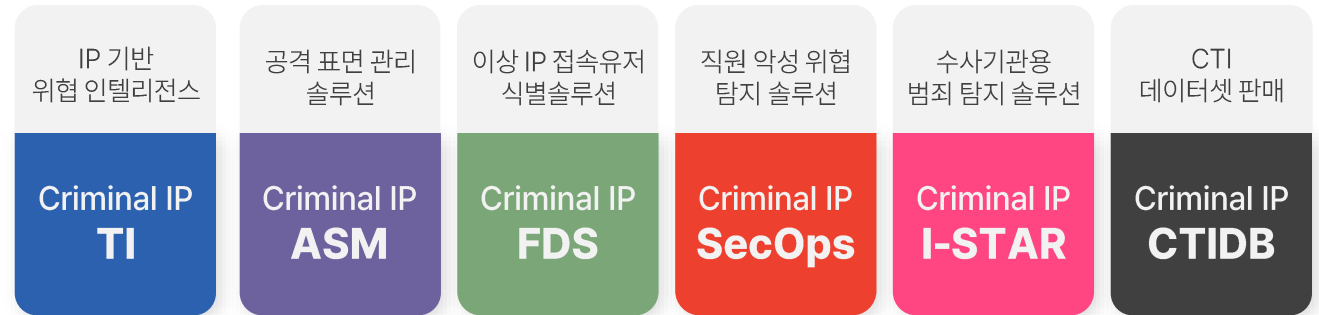 IP 기반
위협 인텔리전스
Criminal IP
TI
공격 표면 관리
솔루션
Criminal IP
ASM
이상 IP 접속유저
식별솔루션
Criminal IP
FDS
직원 악성 위협
탐지 솔루션
Criminal IP
SecOps
수사기관용
범죄 탐지 솔루션
Criminal IP
I-STAR
CTI
데이터셋 판매
Criminal IP
CTIDB